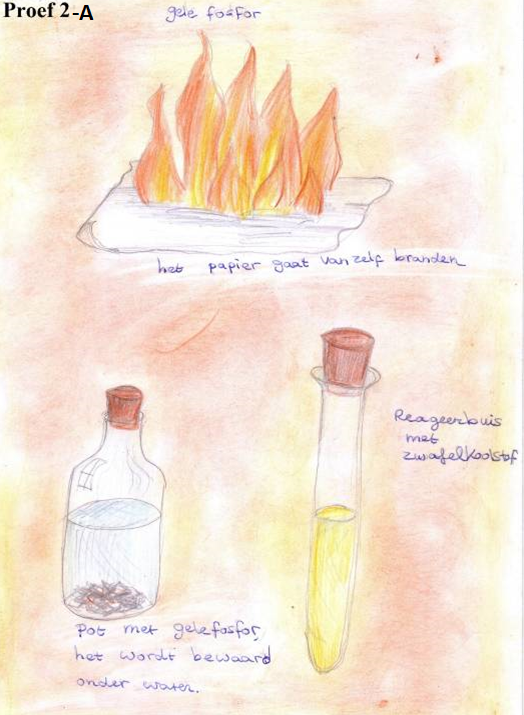 Proef 2-A
gele fosfor
het papier gaat vanzelf branden
Reageerbuis
met
zwafelkoolstof
Pot met gelefosfor,
het wordt bewaard
onder water.